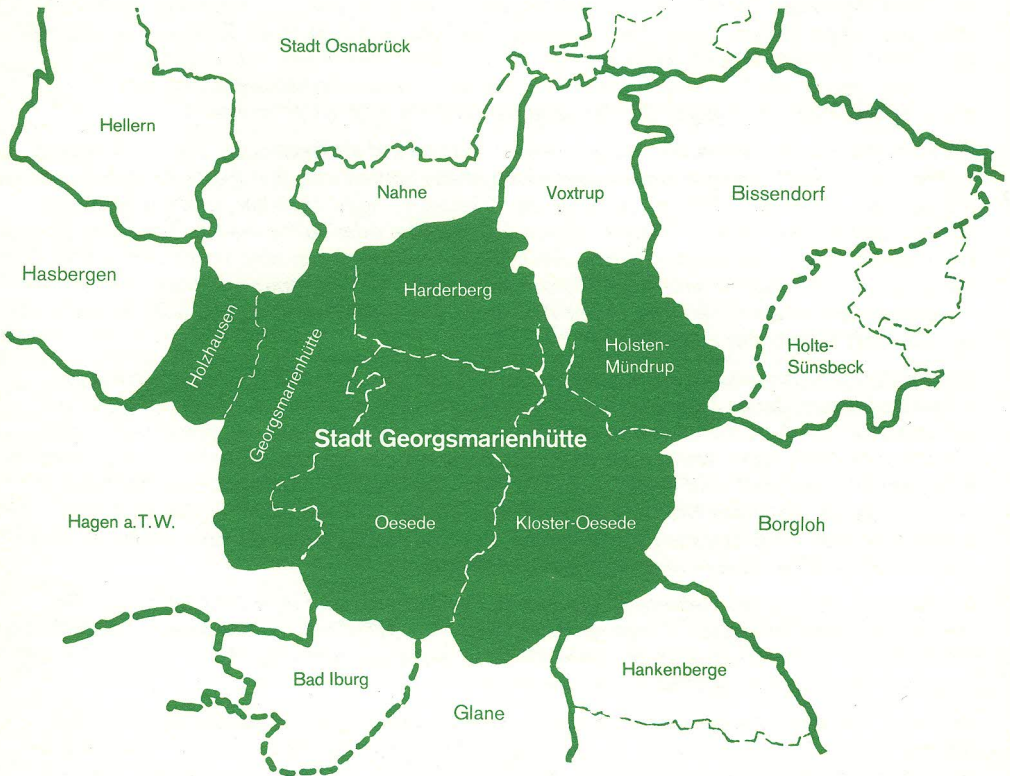 Stadt Osnabrück
Hellern
Nahne
Voxtrup
Bissendorf
Hasbergen
Harderberg
Holzhausen
Georgsmarienhütte
Holsten-
Mündrup
Holte-
Sünsbeck
Stadt Georgsmarienhütte
Hagen a.T.W.
Oesede
Kloster-Oesede
Borgloh
Bad Iburg
Hankenberge
Glane